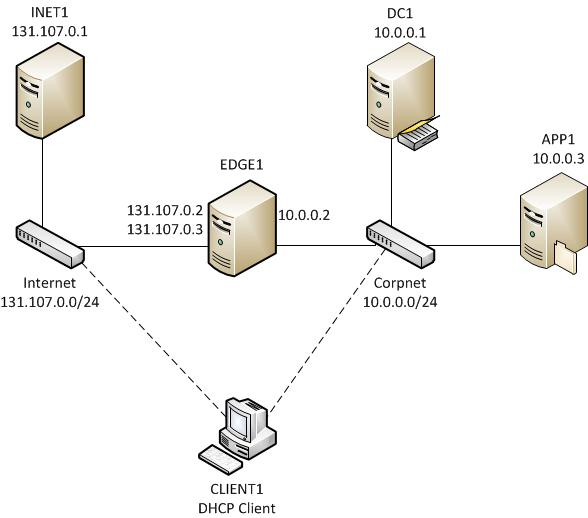 INET1
131.107.0.1
DC1
10.0.0.1
APP1
10.0.0.3
EDGE1
131.107.0.2
131.107.0.3
10.0.0.2
Internet
131.107.0.0/24
Corpnet
10.0.0.0/24
CLIENT1
DHCP Client